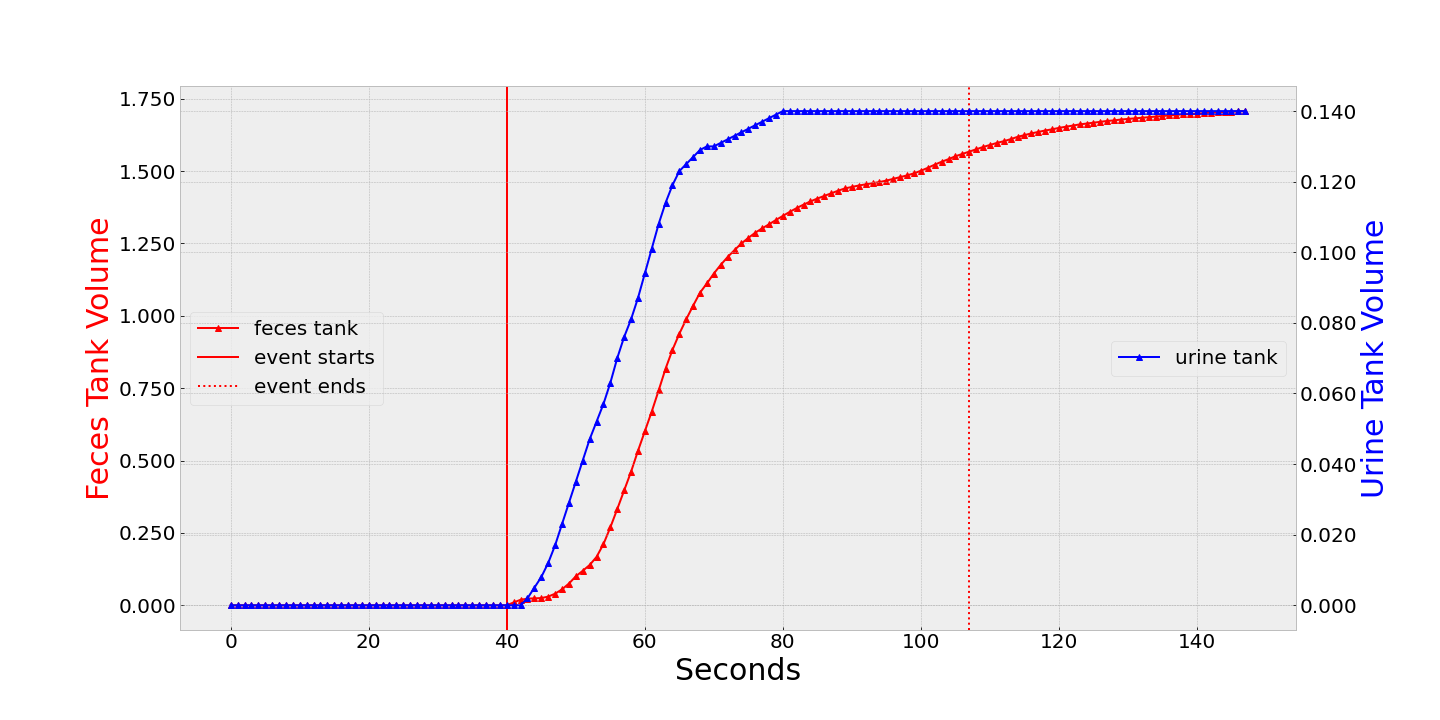 1.750
1.500
1.250
1.000
0.750
0.500
0.250
0.000
Feces Tank Volume
feces tank
event starts
event ends
urine tank
0.140
0.120
0.100
0.080
0.060
0.040
0.020
0.000
Urine Tank Volume
0 20 40 60 80 100 120 140
Seconds